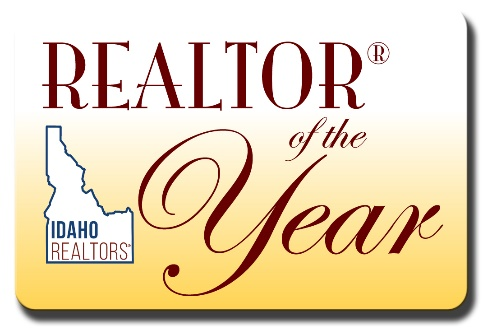 REALTOR®
of the
Year
IDAHO
REALTORS®